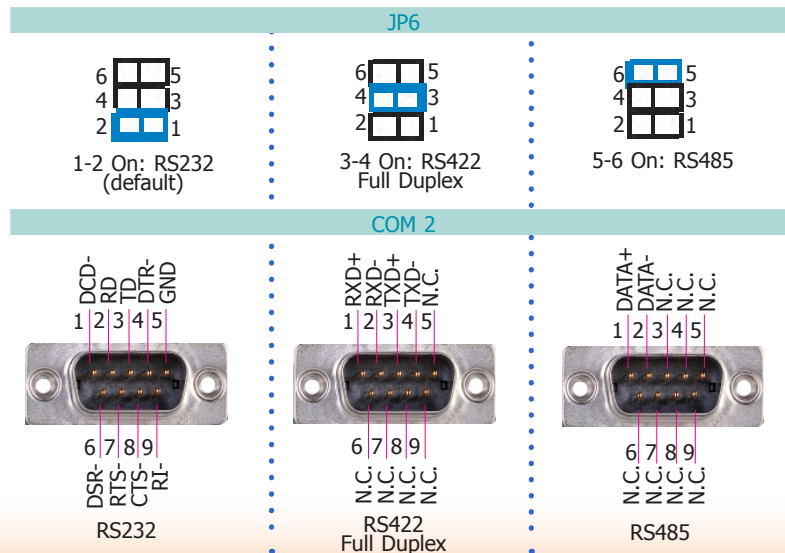 JP6
6 5
4 3
2 1
1-2 On: RS232
(default)
6 5
4 3
2 1
3-4 On: RS422
Full Duplex
6 5
4 3
2 1
5-6 On: RS485
COM 2
DCD-
RD
TD
DTR-
GND
1 2 3 4 5
6 7 8 9
DSR-
RTS-
CTS-
RI-
RS232
RXD+
RXD-
TXD+
TXD-
N.C.
1 2 3 4 5
6 7 8 9
N.C.
N.C.
N.C.
N.C.
RS422
Full Duplex
DATA+
DATA-
N.C.
N.C.
N.C.
1 2 3 4 5
6 7 8 9
N.C.
N.C.
N.C.
N.C.
RS485